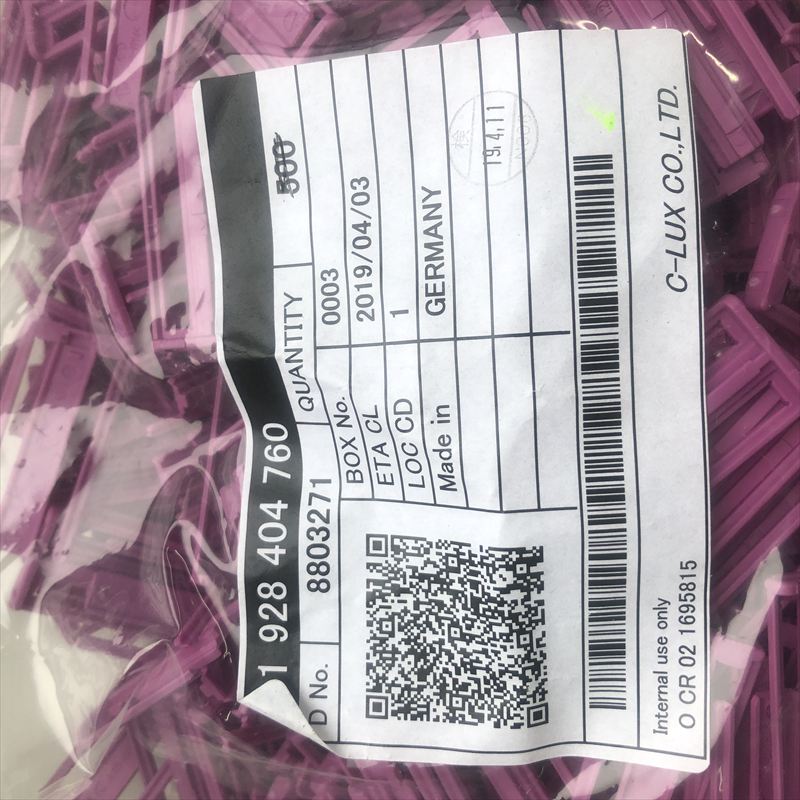 1 928 404 760
D No. 8803271 QUANTITY 500
BOX No. 0003
ETA CL 2019/04/03
LOC CD 1
Made in GERMANY
検
19.4.11
Internal use only
O CR 02 1695815 C-LUX CO.,LTD.